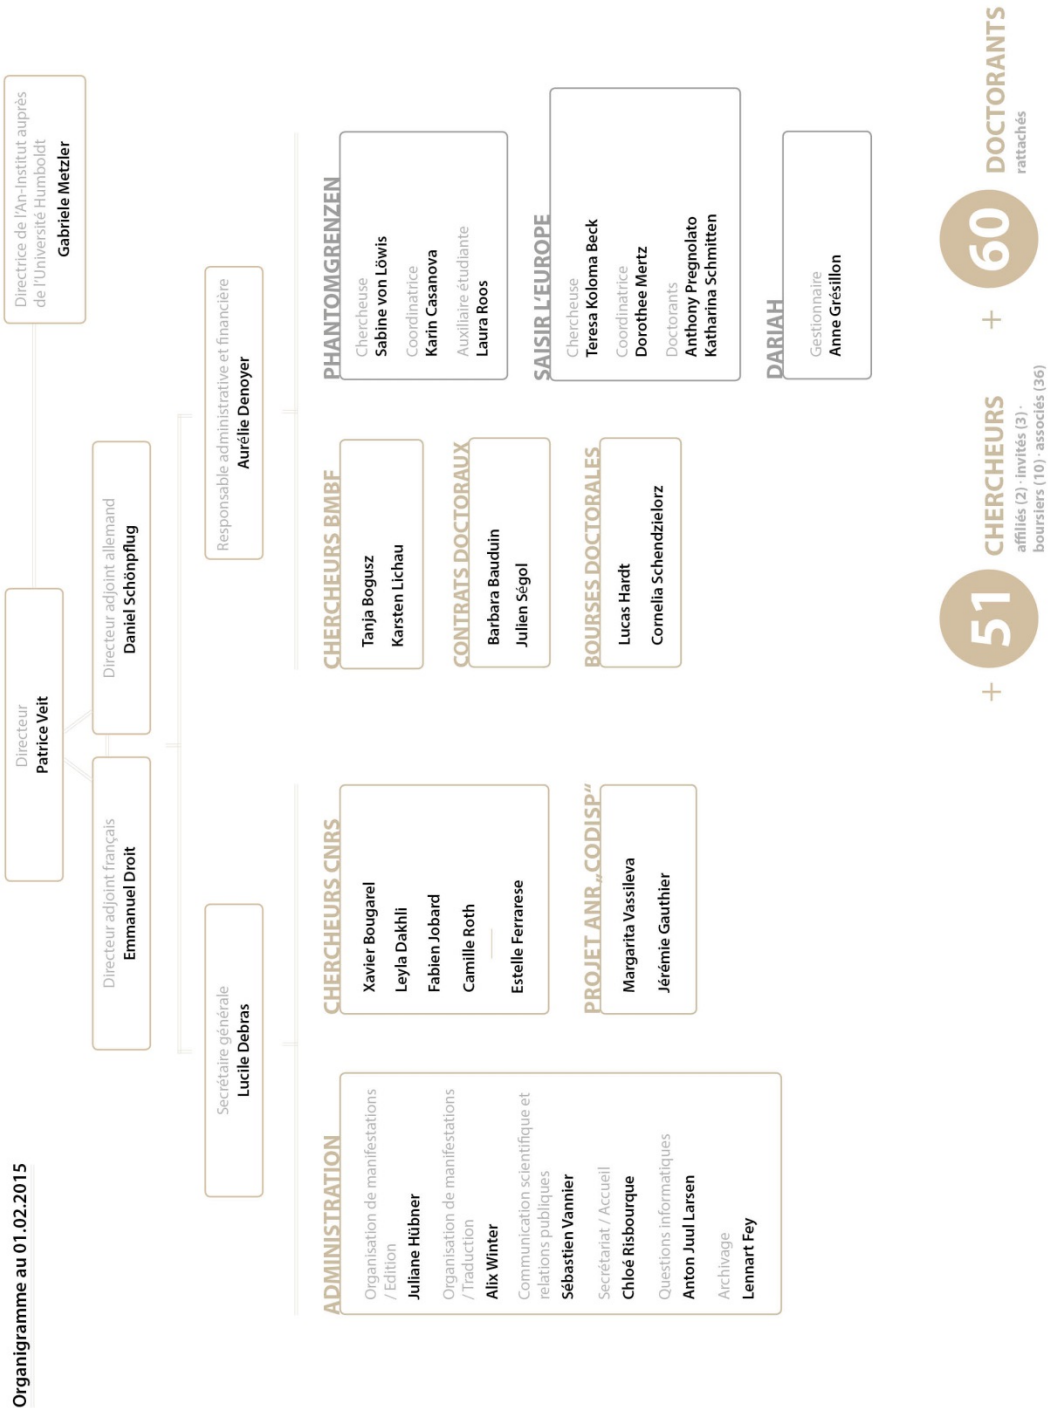 Organigramme au 01.02.2015
Directeur
Patrice Veit
Directrice de l'An-Institut auprès
de l'Université Humboldt
Gabriele Metzler
Directeur adjoint français
Emmanuel Droit
Directeur adjoint allemand
Daniel Schönpflug
Secrétaire générale
Lucile Debras
Responsable administrative et financière
Aurélie Denoyer
ADMINISTRATION
Organisation de manifestations
/ Edition
Juliane Hübner
Organisation de manifestations
/ Traduction
Alix Winter
Communication scientifique et
relations publiques
Sébastien Vannier
Secrétariat / Accueil
Chloé Risbourque
Questions informatiques
Anton Juul Larsen
Archivage
Lennart Fey
CHERCHEURS CNRS
Xavier Bougarel
Leyla Dakhli
Fabien Jobard
Camille Roth
Estelle Ferrarese
PROJET ANR „CODISP“
Margarita Vassileva
Jérémie Gauthier
CHERCHEURS BMBF
Tanja Bogusz
Karsten Lichau
CONTRATS DOCTORAUX
Barbara Bauduin
Julien Ségol
BOURSES DOCTORALES
Lucas Hardt
Cornelia Schendzielorz
PHANTOMGRENZEN
Chercheuse
Sabine von Löwis
Coordinatrice
Karin Casanova
Auxiliaire étudiante
Laura Roos
SAISIR L'EUROPE
Chercheuse
Teresa Koloma Beck
Coordinatrice
Dorothee Mertz
Doctorants
Anthony Pregnolato
Katharina Schmitten
DARIAH
Gestionnaire
Anne Grésillon
+ 51 CHERCHEURS
affiliés (2) · invités (3) ·
boursiers (10) · associés (36)
+ 60 DOCTORANTS
rattachés